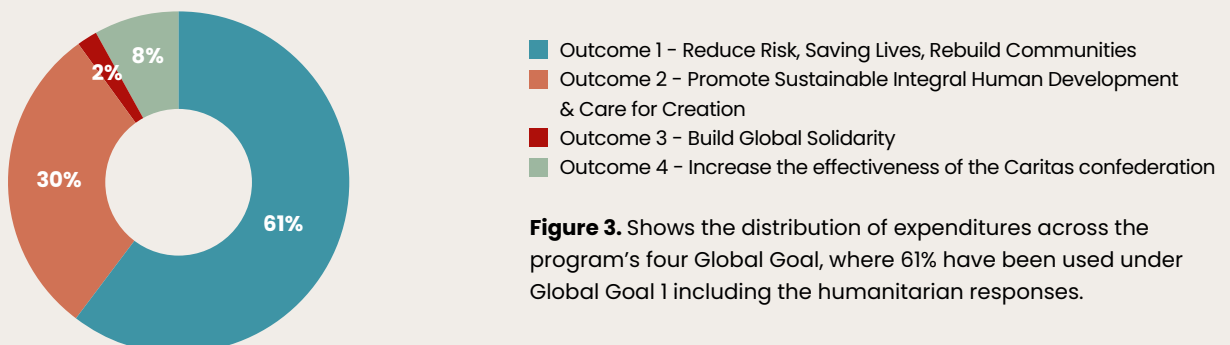 8%
2%
30%
61%
Outcome 1 - Reduce Risk, Saving Lives, Rebuild Communities
Outcome 2 - Promote Sustainable Integral Human Development
& Care for Creation
Outcome 3 - Build Global Solidarity
Outcome 4 - Increase the effectiveness of the Caritas confederation
Figure 3. Shows the distribution of expenditures across the
program’s four Global Goal, where 61% have been used under
Global Goal 1 including the humanitarian responses.